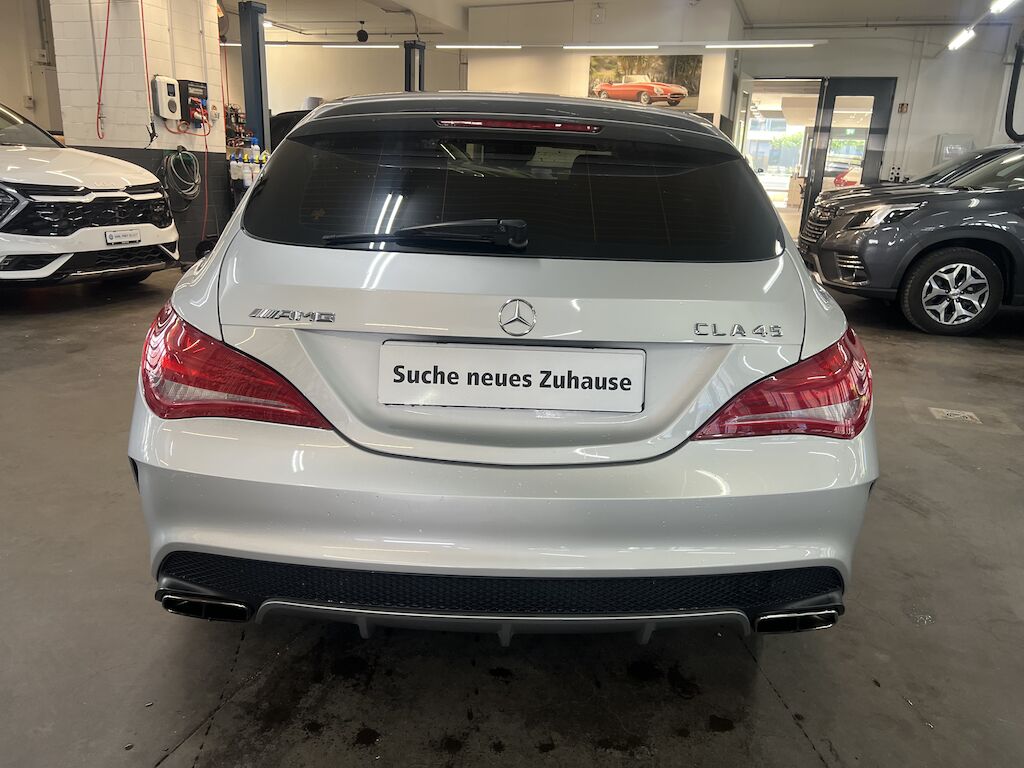 AMG
CLA 45
Suche neues Zuhause